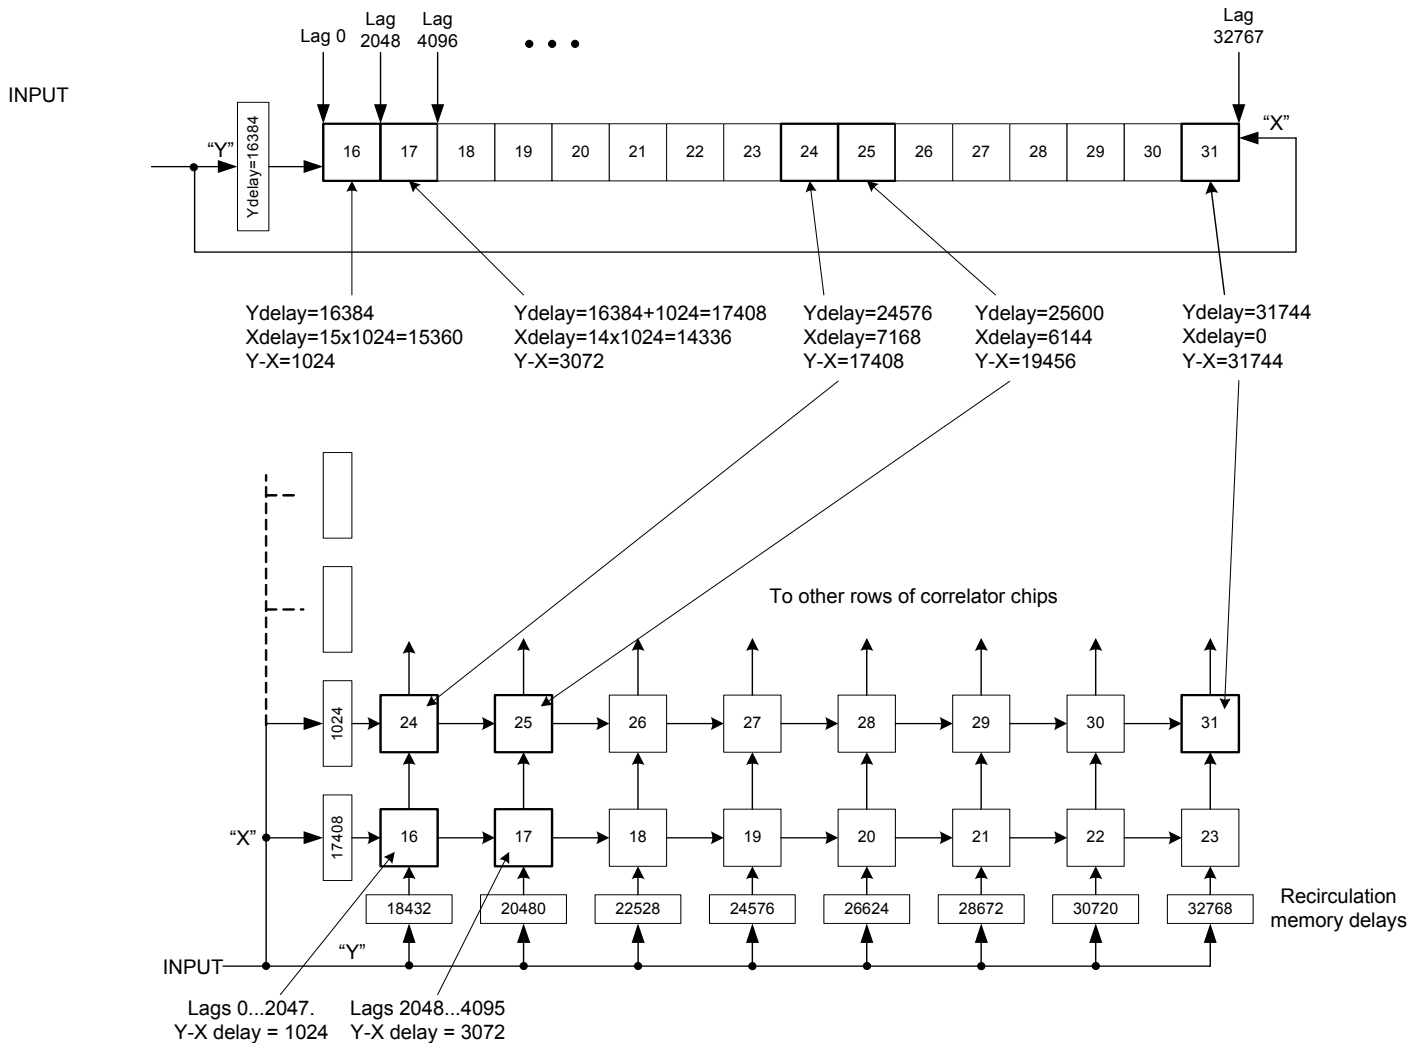 Lag 0
Lag
2048
Lag
4096
• • •
Lag
32767
INPUT
"Y"
Ydelay=16384
16 17 18 19 20 21 22 23 24 25 26 27 28 29 30 31
"X"
Ydelay=16384
Xdelay=15x1024=15360
Y-X=1024
Ydelay=16384+1024=17408
Xdelay=14x1024=14336
Y-X=3072
Ydelay=24576
Xdelay=7168
Y-X=17408
Ydelay=25600
Xdelay=6144
Y-X=19456
Ydelay=31744
Xdelay=0
Y-X=31744
To other rows of correlator chips
1024
24 25 26 27 28 29 30 31
"X"
17408
16 17 18 19 20 21 22 23
18432 20480 22528 24576 26624 28672 30720 32768
Recirculation
memory delays
"Y"
INPUT
Lags 0...2047.
Y-X delay = 1024
Lags 2048...4095
Y-X delay = 3072